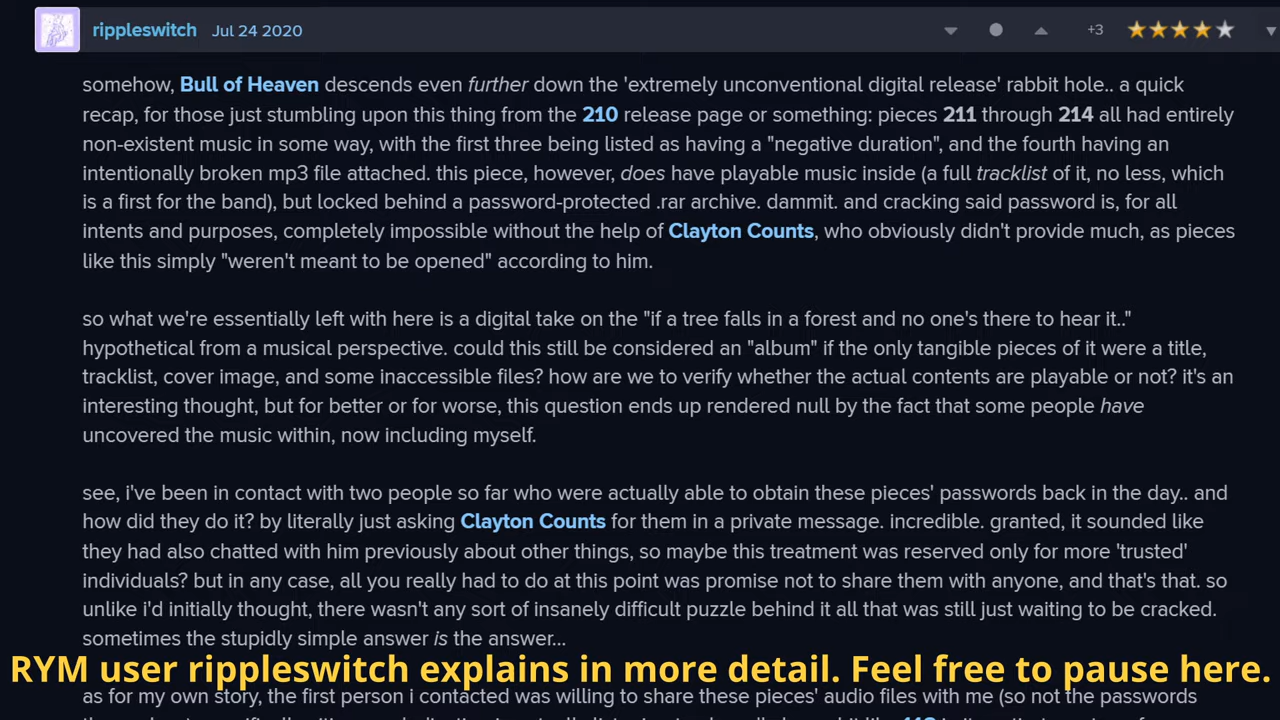 rippleswitch Jul 24 2020 +3
somehow, Bull of Heaven descends even further down the 'extremely unconventional digital release' rabbit hole.. a quick
recap, for those just stumbling upon this thing from the 210 release page or something: pieces 211 through 214 all had entirely
non-existent music in some way, with the first three being listed as having a "negative duration", and the fourth having an
intentionally broken mp3 file attached. this piece, however, does have playable music inside (a full tracklist of it, no less, which
is a first for the band), but locked behind a password-protected .rar archive. dammit. and cracking said password is, for all
intents and purposes, completely impossible without the help of Clayton Counts, who obviously didn't provide much, as pieces
like this simply "weren't meant to be opened" according to him.
so what we're essentially left with here is a digital take on the "if a tree falls in a forest and no one's there to hear it.."
hypothetical from a musical perspective. could this still be considered an "album" if the only tangible pieces of it were a title,
tracklist, cover image, and some inaccessible files? how are we to verify whether the actual contents are playable or not? it's an
interesting thought, but for better or for worse, this question ends up rendered null by the fact that some people have
uncovered the music within, now including myself.
see, i've been in contact with two people so far who were actually able to obtain these pieces' passwords back in the day.. and
how did they do it? by literally just asking Clayton Counts for them in a private message. incredible. granted, it sounded like
they had also chatted with him previously about other things, so maybe this treatment was reserved only for more 'trusted'
individuals? but in any case, all you really had to do at this point was promise not to share them with anyone, and that's that. so
unlike i'd initially thought, there wasn't any sort of insanely difficult puzzle behind it all that was still just waiting to be cracked.
sometimes the stupidly simple answer is the answer...
RYM user rippleswitch explains in more detail. Feel free to pause here.
as for my own story, the first person i contacted was willing to share these pieces' audio files with me (so not the passwords